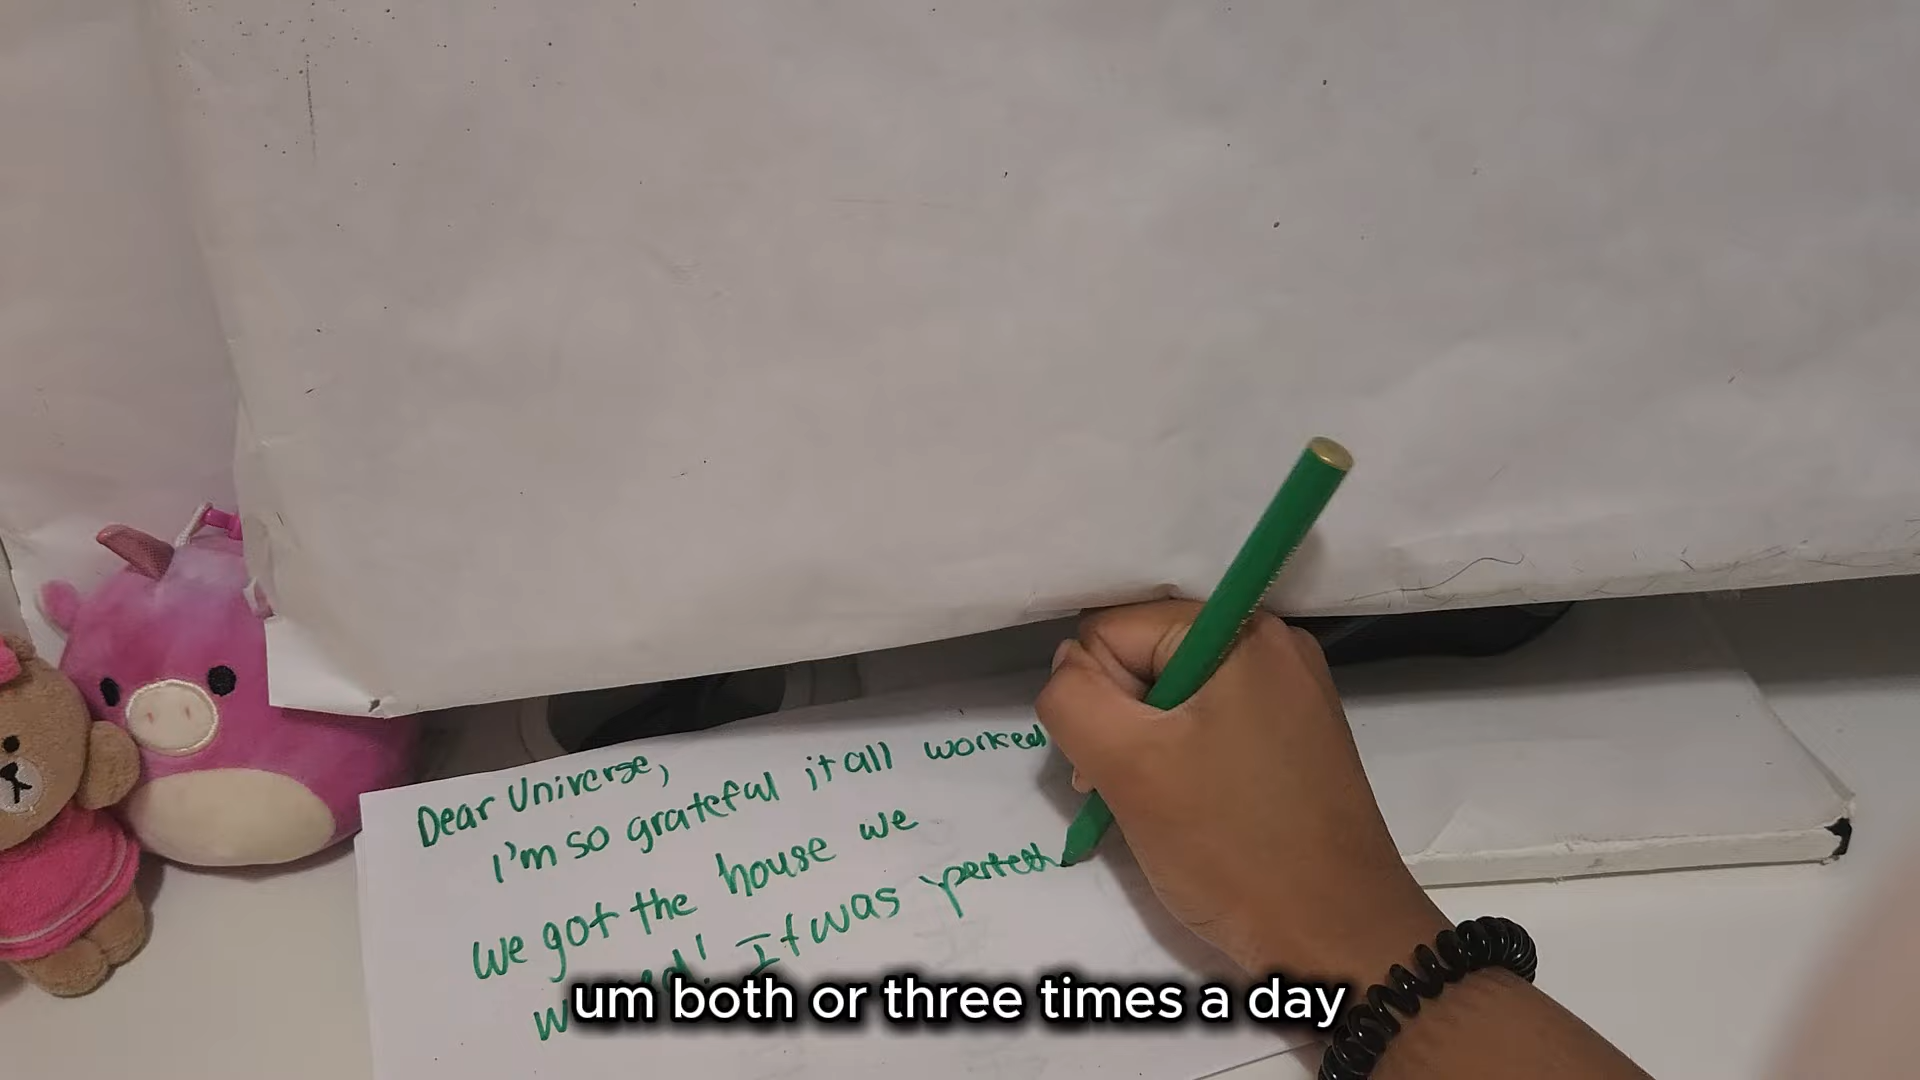 Dear Universe,
I'm so grateful it all worked
We got the house we
It was
um both or three times a day